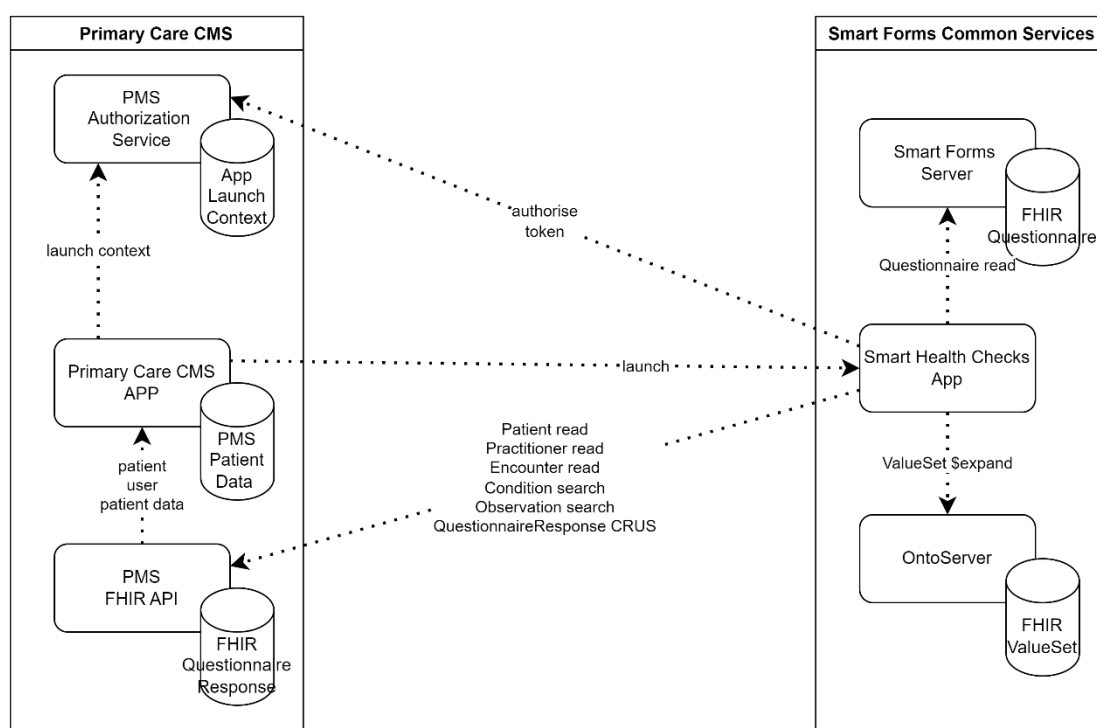 Primary Care CMS
PMS
Authorization
Service
App
Launch
Context
launch context
Primary Care CMS
APP
PMS
Patient
Data
patient
user
patient data
PMS
FHIR API
FHIR
Questionnaire
Response
authorise
token
launch
Patient read
Practitioner read
Encounter read
Condition search
Observation search
QuestionnaireResponse CRUS
Smart Forms Common Services
Smart Forms
Server
FHIR
Questionnaire
Questionnaire read
Smart Health Checks
App
ValueSet $expand
OntoServer
FHIR
ValueSet